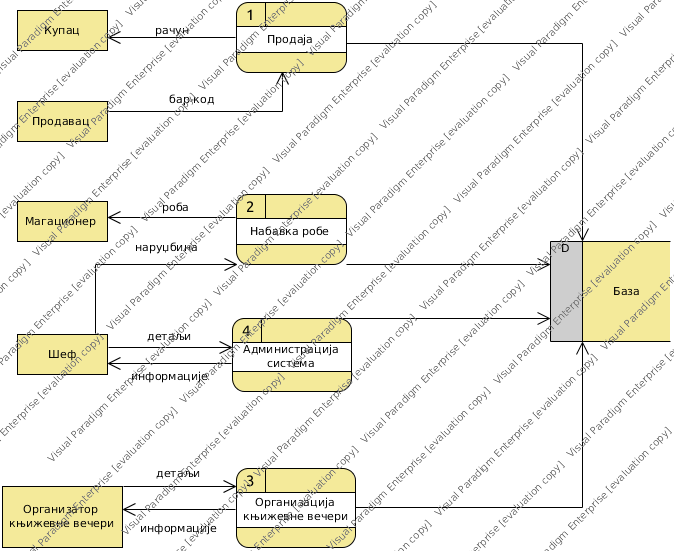 1
Купац
рачун
Продаја
бар код
Продавац
2
роба
Магационер
Набавка робе
наруџбина
D
База
4
детаљи
Администрација
система
Шеф
информације
детаљи
3
Организатор
књижевне вечери
Организација
књижевне вечери
информације
Visual Paradigm Enterprise [evaluation copy]